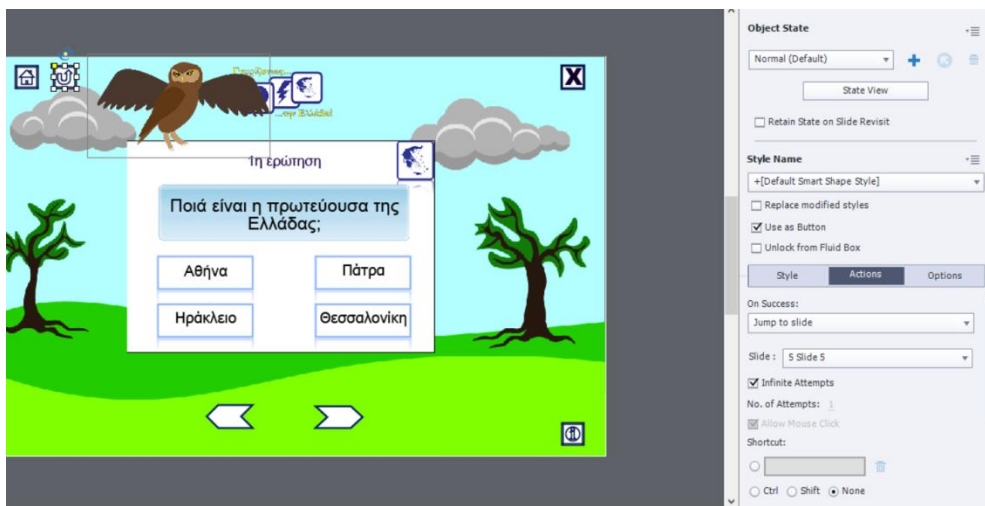 ...την Ελλάδα!
1η ερώτηση
Ποιά είναι η πρωτεύουσα της
Ελλάδας;
Αθήνα
Πάτρα
Ηράκλειο
Θεσσαλονίκη
X
Object State
Normal (Default)
State View
Retain State on Slide Revisit
Style Name
+[Default Smart Shape Style]
Replace modified styles
Use as Button
Unlock from Fluid Box
Style Actions Options
On Success:
Jump to slide
Slide : 5 Slide 5
Infinite Attempts
No. of Attempts: 1
Allow Mouse Click
Shortcut:
Ctrl Shift None